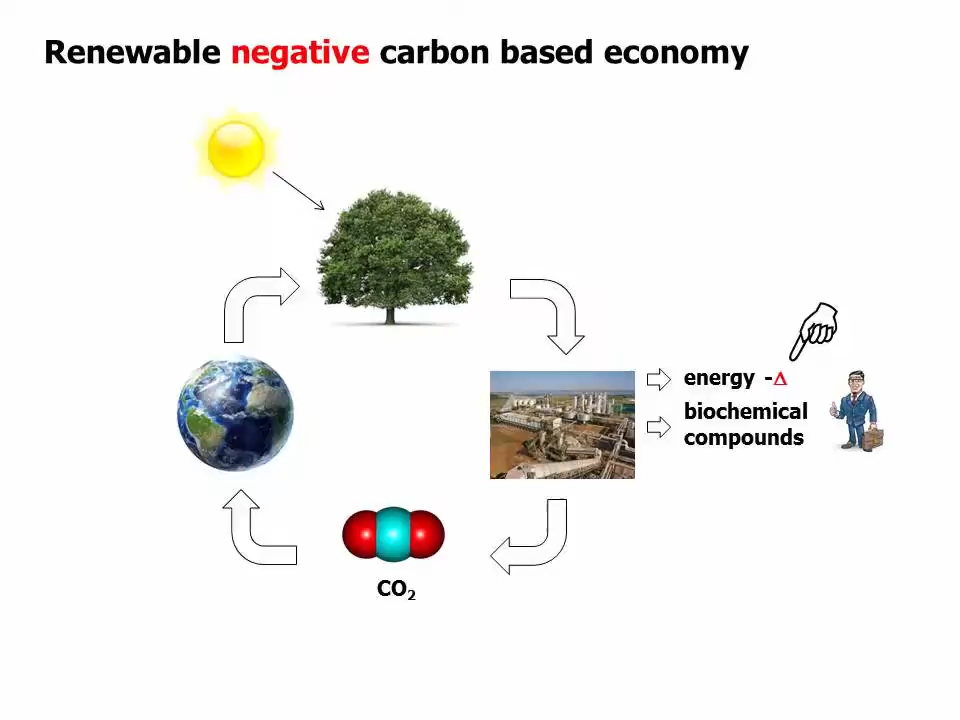 Renewable negative carbon based economy
energy -Δ
biochemical
compounds
CO₂